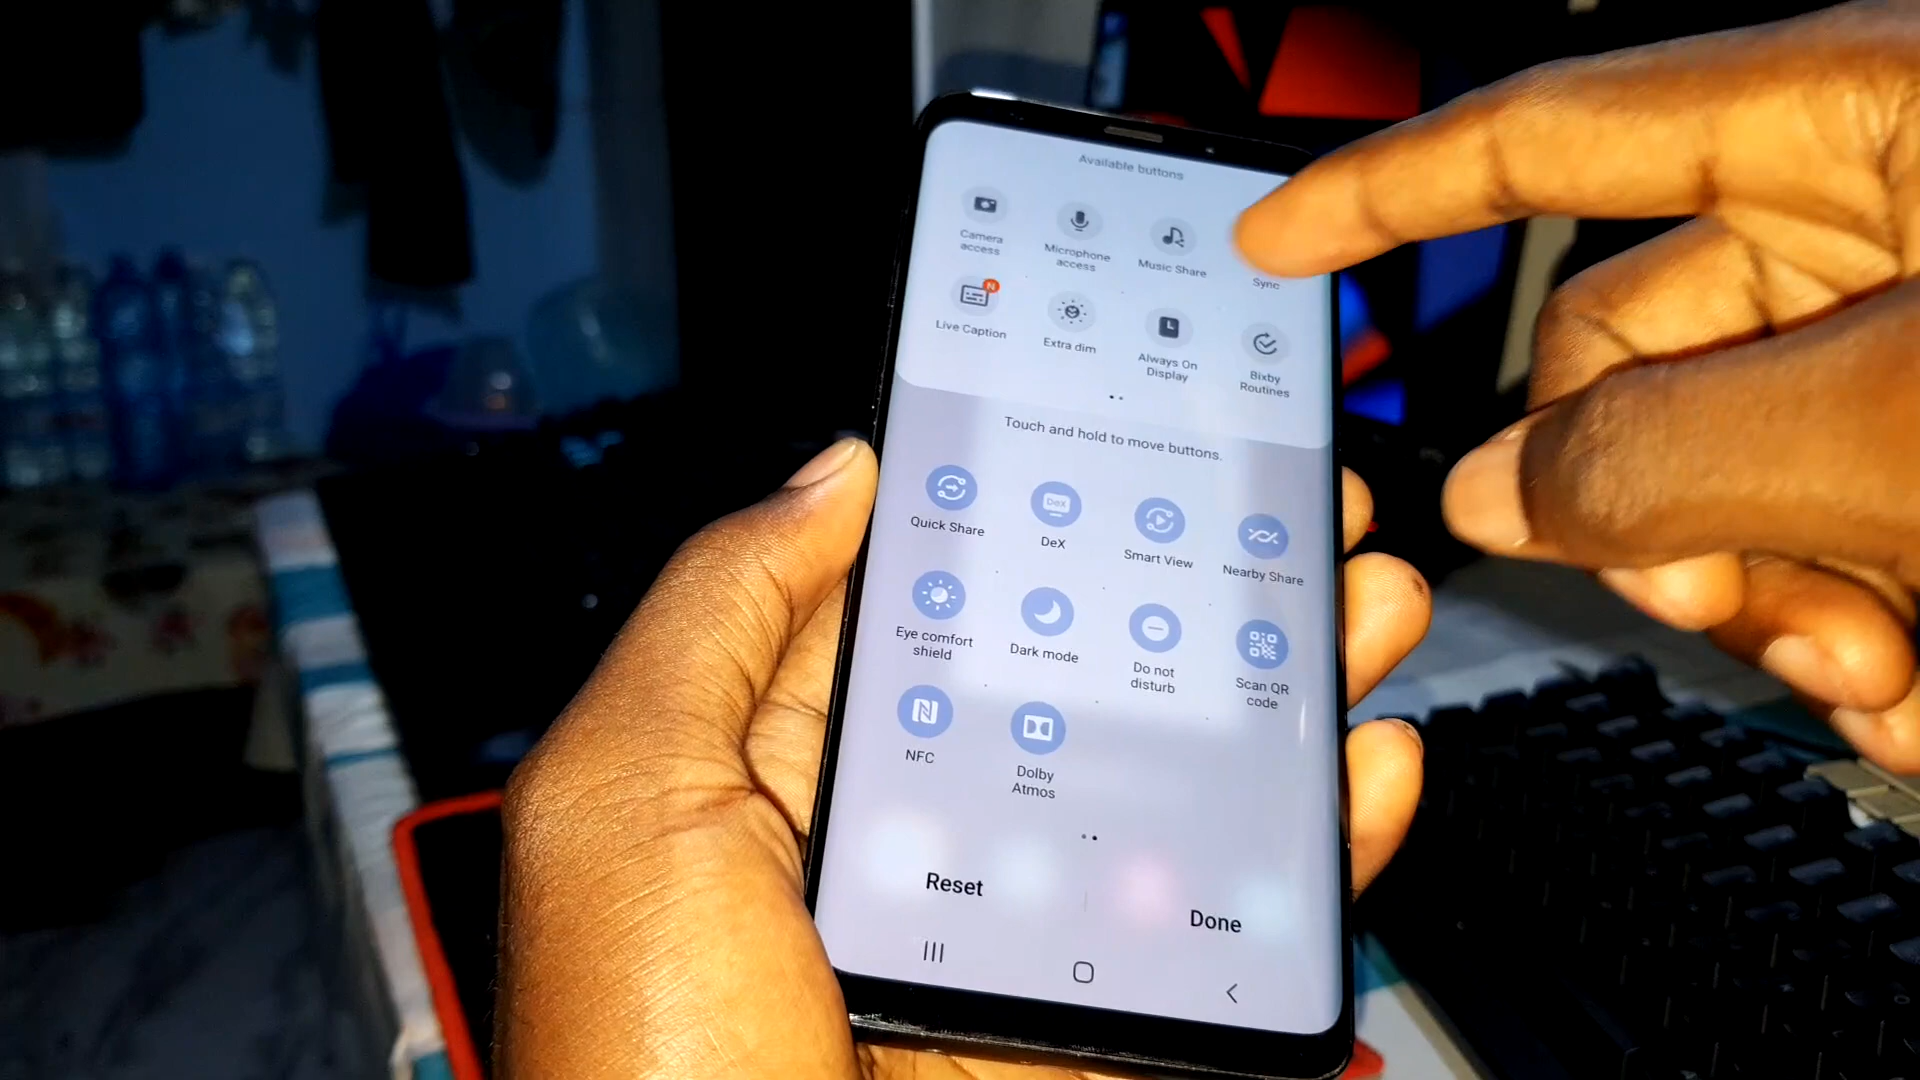 Available buttons
Camera
access
Microphone
access
Music Share
Sync
N
Live Caption
Extra dim
Always On
Display
Bixby
Routines
Touch and hold to move buttons.
Quick Share
DeX
DeX
Smart View
Nearby Share
Eye comfort
shield
Dark mode
Do not
disturb
Scan QR
code
NFC
Dolby
Atmos
Reset
Done